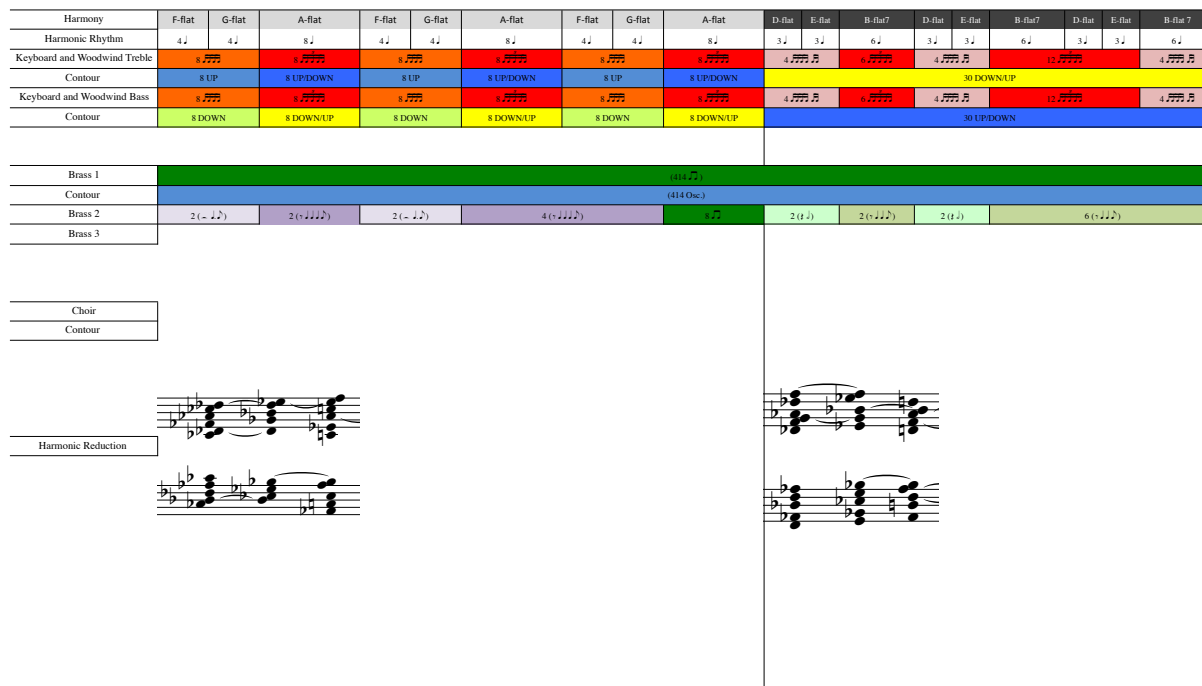 Harmony F-flat G-flat A-flat F-flat G-flat A-flat F-flat G-flat A-flat D-flat E-flat B-flat7 D-flat E-flat B-flat7 D-flat E-flat B-flat 7
Harmonic Rhythm 4♩ 4♩ 8♩ 4♩ 4♩ 8♩ 4♩ 4♩ 8♩ 3♩ 3♩ 6♩ 3♩ 3♩ 6♩ 3♩ 3♩ 6♩
Keyboard and Woodwind Treble 8 8 8 8 8 8 4 6 4 12 4
Contour 8 UP 8 UP/DOWN 8 UP 8 UP/DOWN 8 UP 8 UP/DOWN 30 DOWN/UP
Keyboard and Woodwind Bass 8 8 8 8 8 8 4 6 4 12 4
Contour 8 DOWN 8 DOWN/UP 8 DOWN 8 DOWN/UP 8 DOWN 8 DOWN/UP 30 UP/DOWN
Brass 1 (414 ♫)
Contour (414 Osc.)
Brass 2 2 ( ♩♪) 2 ( ♩♩♩♪) 2 ( ♩♪) 4 ( ♩♩♩♪) 8 ♫ 2 ( ) 2 ( ♩♩♪) 2 ( ) 6 ( ♩♩♪)
Brass 3
Choir
Contour
Harmonic Reduction